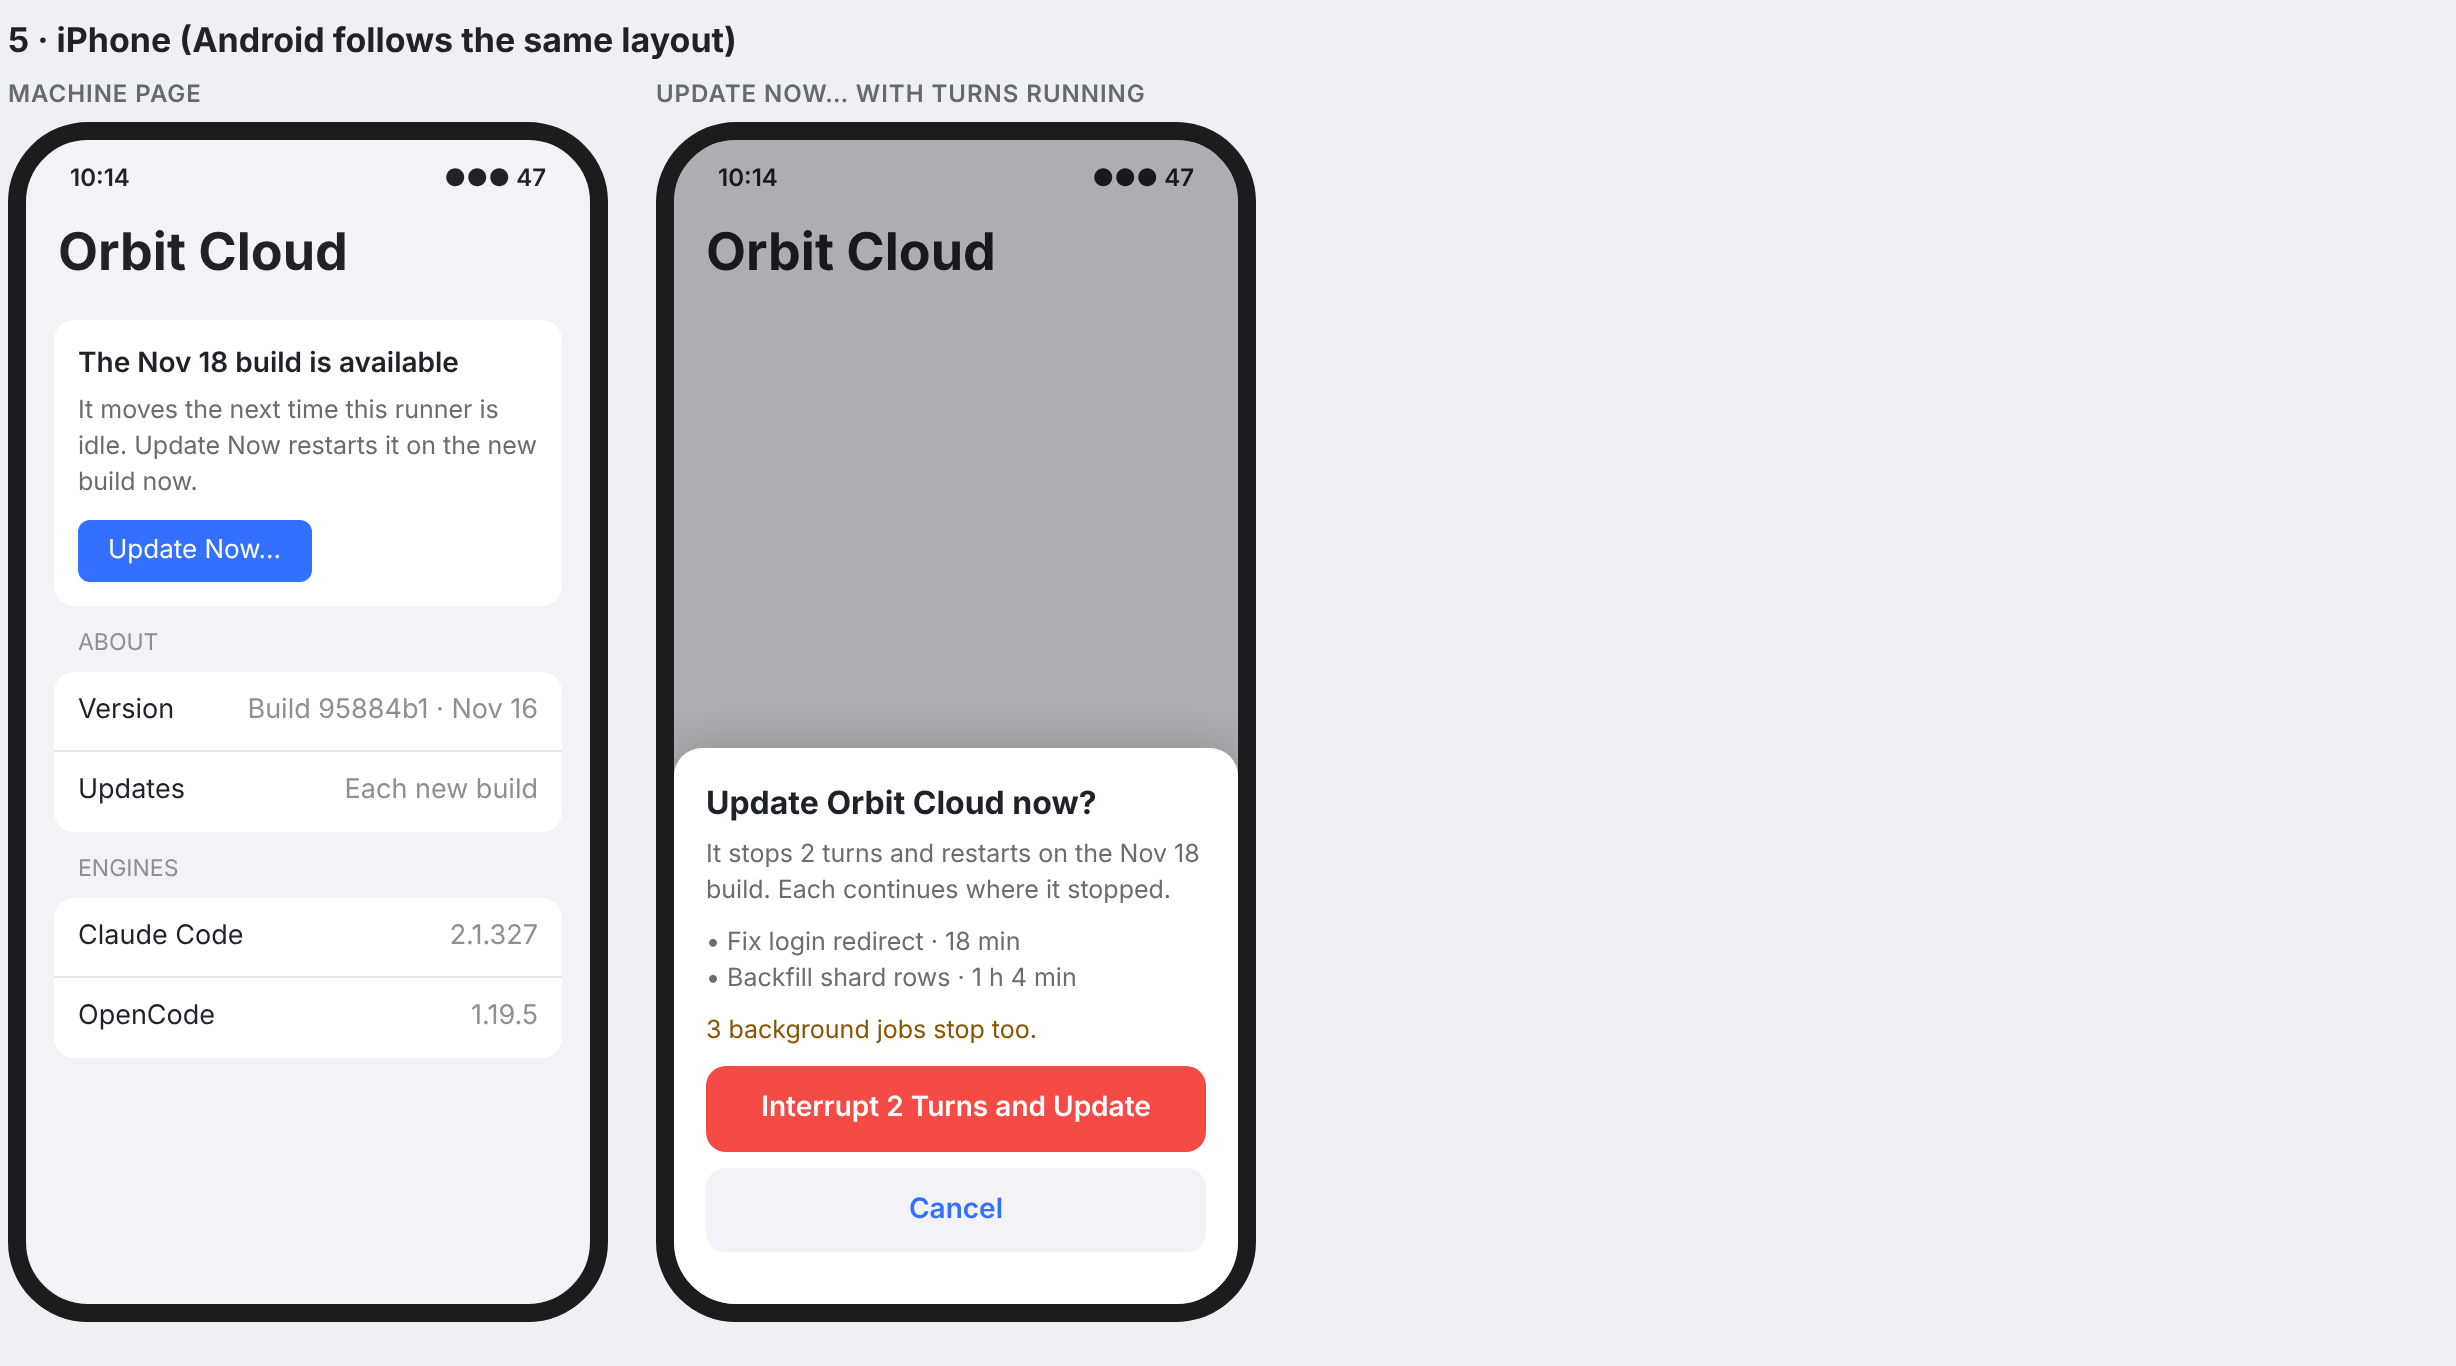 5 · iPhone (Android follows the same layout)
MACHINE PAGE
10:14
47
Orbit Cloud
The Nov 18 build is available
It moves the next time this runner is
idle. Update Now restarts it on the new
build now.
Update Now...
ABOUT
Version Build 95884b1 · Nov 16
Updates Each new build
ENGINES
Claude Code 2.1.327
OpenCode 1.19.5
UPDATE NOW... WITH TURNS RUNNING
10:14
47
Orbit Cloud
Update Orbit Cloud now?
It stops 2 turns and restarts on the Nov 18
build. Each continues where it stopped.
• Fix login redirect · 18 min
• Backfill shard rows · 1 h 4 min
3 background jobs stop too.
Interrupt 2 Turns and Update
Cancel